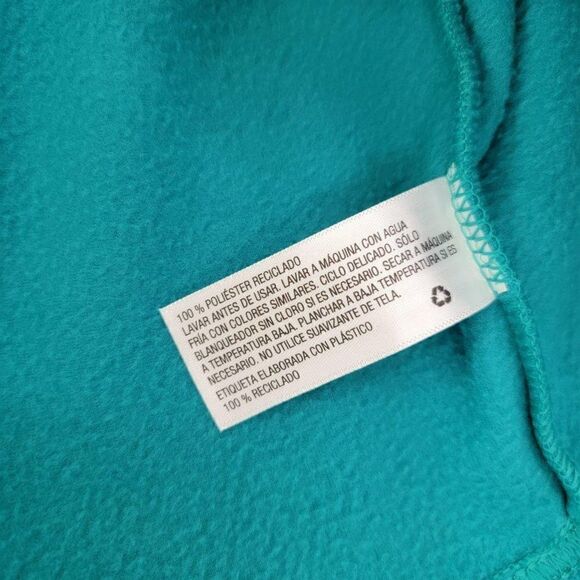 100 % POLIÉSTER RECICLADO
LAVAR ANTES DE USAR. LAVAR A MÁQUINA CON AGUA
FRÍA CON COLORES SIMILARES. CICLO DELICADO. SÓLO
BLANQUEADOR SIN CLORO SI ES NECESARIO. SECAR A MÁQUINA
A TEMPERATURA BAJA. PLANCHAR A BAJA TEMPERATURA SI ES
NECESARIO. NO UTILICE SUAVIZANTE DE TELA.
ETIQUETA ELABORADA CON PLÁSTICO
100 % RECICLADO